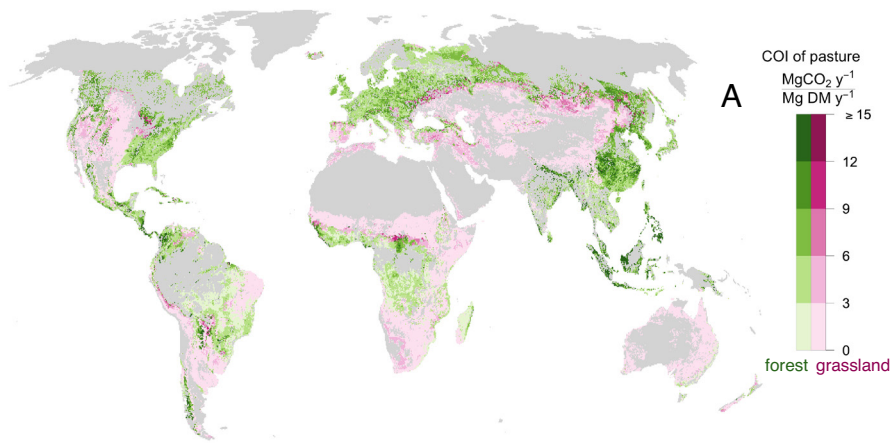 COI of pasture
MgCO₂ y⁻¹
Mg DM y⁻¹
A
≥ 15
12
9
6
3
0
forest grassland